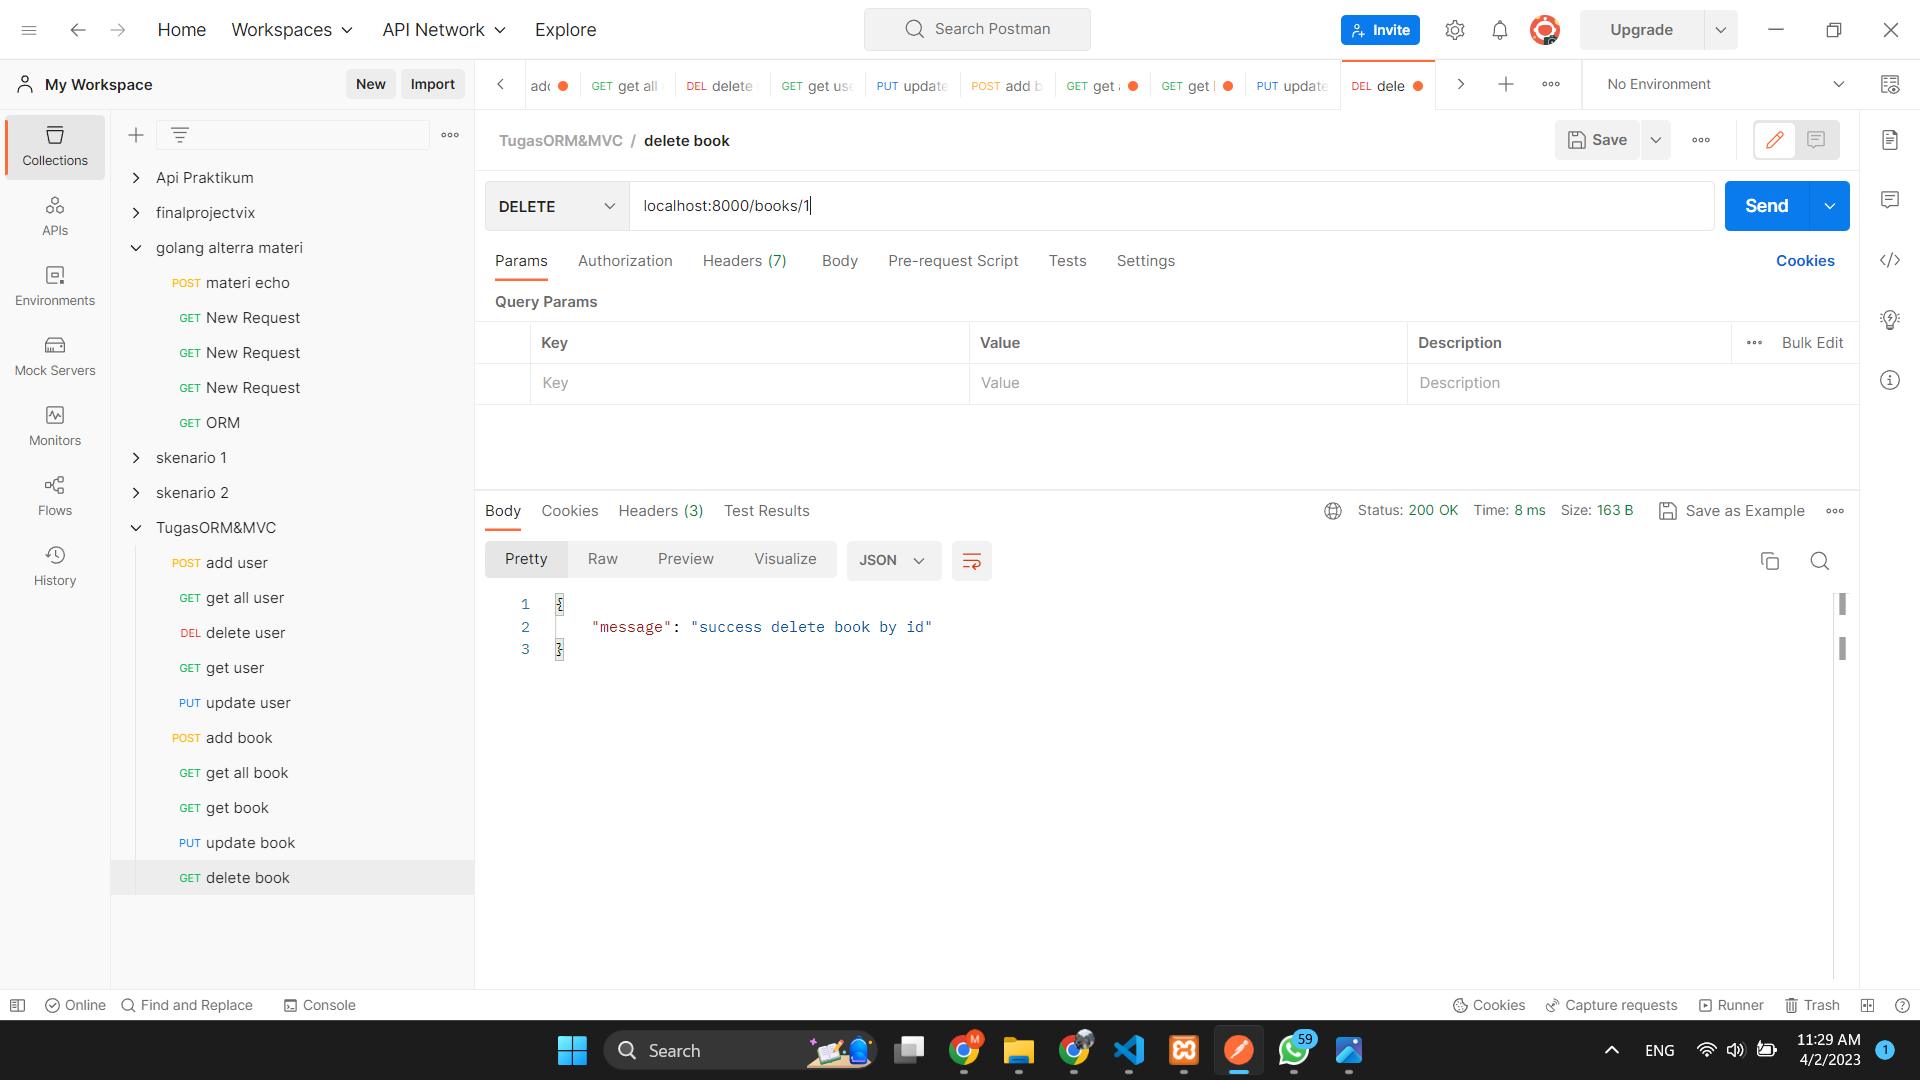 Home Workspaces API Network Explore Search Postman Invite Upgrade
My Workspace New Import
add GET get all DEL delete GET get use PUT update POST add b GET get GET get PUT update DEL dele No Environment
Collections
APIs
Environments
Mock Servers
Monitors
Flows
History
Api Praktikum
finalprojectvix
golang alterra materi
POST materi echo
GET New Request
GET New Request
GET New Request
GET ORM
skenario 1
skenario 2
TugasORM&MVC
POST add user
GET get all user
DEL delete user
GET get user
PUT update user
POST add book
GET get all book
GET get book
PUT update book
GET delete book
TugasORM&MVC / delete book Save
DELETE localhost:8000/books/1 Send
Params Authorization Headers (7) Body Pre-request Script Tests Settings Cookies
Query Params
Key Value Description Bulk Edit
Key Value Description
Body Cookies Headers (3) Test Results Status: 200 OK Time: 8 ms Size: 163 B Save as Example
Pretty Raw Preview Visualize JSON
1 {
2 "message": "success delete book by id"
3 }
Online Find and Replace Console Cookies Capture requests Runner Trash
Search M 59 ENG 11:29 AM 1
4/2/2023